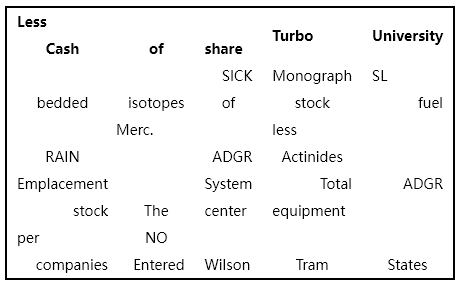 Less
Cash of share Turbo University
SICK Monograph SL
bedded isotopes of stock fuel
Merc. less
RAIN ADGR Actinides
Emplacement System Total ADGR
stock The center equipment
per NO
companies Entered Wilson Tram States